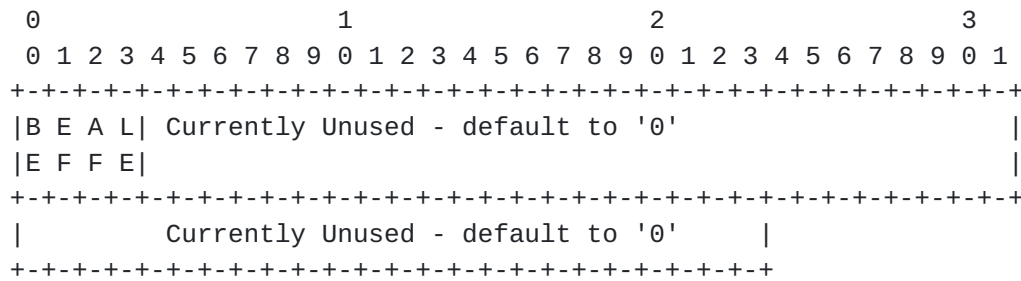 0                   1                   2                   3
 0 1 2 3 4 5 6 7 8 9 0 1 2 3 4 5 6 7 8 9 0 1 2 3 4 5 6 7 8 9 0 1
+-+-+-+-+-+-+-+-+-+-+-+-+-+-+-+-+-+-+-+-+-+-+-+-+-+-+-+-+-+-+-+-+
|B E A L| Currently Unused - default to '0'                     |
|E F F E|                                                       |
+-+-+-+-+-+-+-+-+-+-+-+-+-+-+-+-+-+-+-+-+-+-+-+-+-+-+-+-+-+-+-+-+
|         Currently Unused - default to '0'     |
+-+-+-+-+-+-+-+-+-+-+-+-+-+-+-+-+-+-+-+-+-+-+-+-+